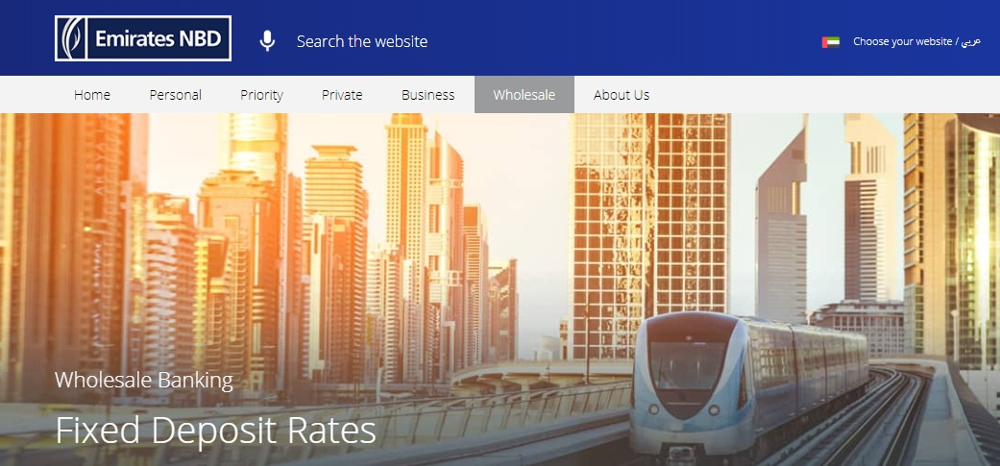 Emirates NBD
Search the website
Choose your website / عربي
Home
Personal
Priority
Private
Business
Wholesale
About Us
Wholesale Banking
Fixed Deposit Rates